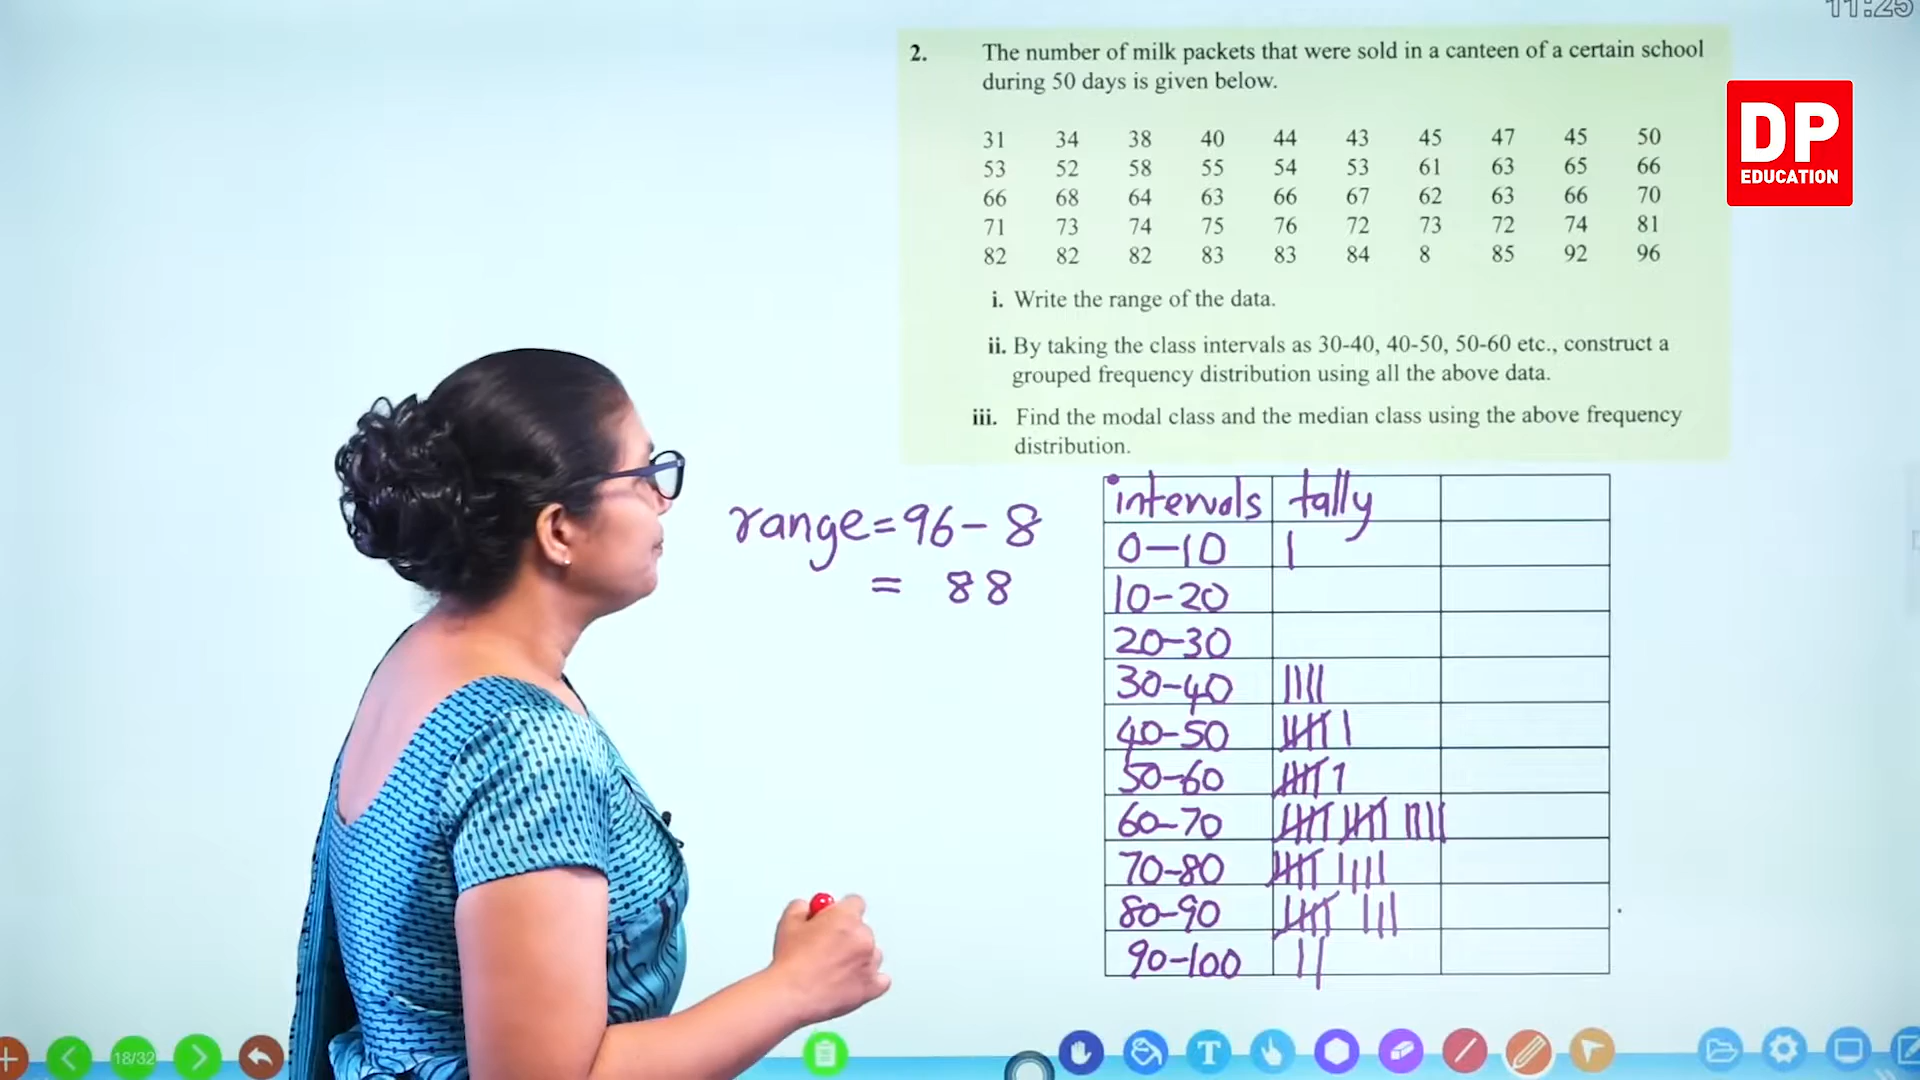 11:25
2. The number of milk packets that were sold in a canteen of a certain school
during 50 days is given below.
DP
EDUCATION
31 34 38 40 44 43 45 47 45 50
53 52 58 55 54 53 61 63 65 66
66 68 64 63 66 67 62 63 66 70
71 73 74 75 76 72 73 72 74 81
82 82 82 83 83 84 8 85 92 96
i. Write the range of the data.
ii. By taking the class intervals as 30-40, 40-50, 50-60 etc., construct a
grouped frequency distribution using all the above data.
iii. Find the modal class and the median class using the above frequency
distribution.
range = 96 - 8
= 88
intervals tally
0-10 |
10-20
20-30
30-40 ||||
40-50 |||| |
50-60 |||| |
60-70 |||| |||| ||||
70-80 |||| ||||
80-90 |||| |||
90-100 ||
18/32
T